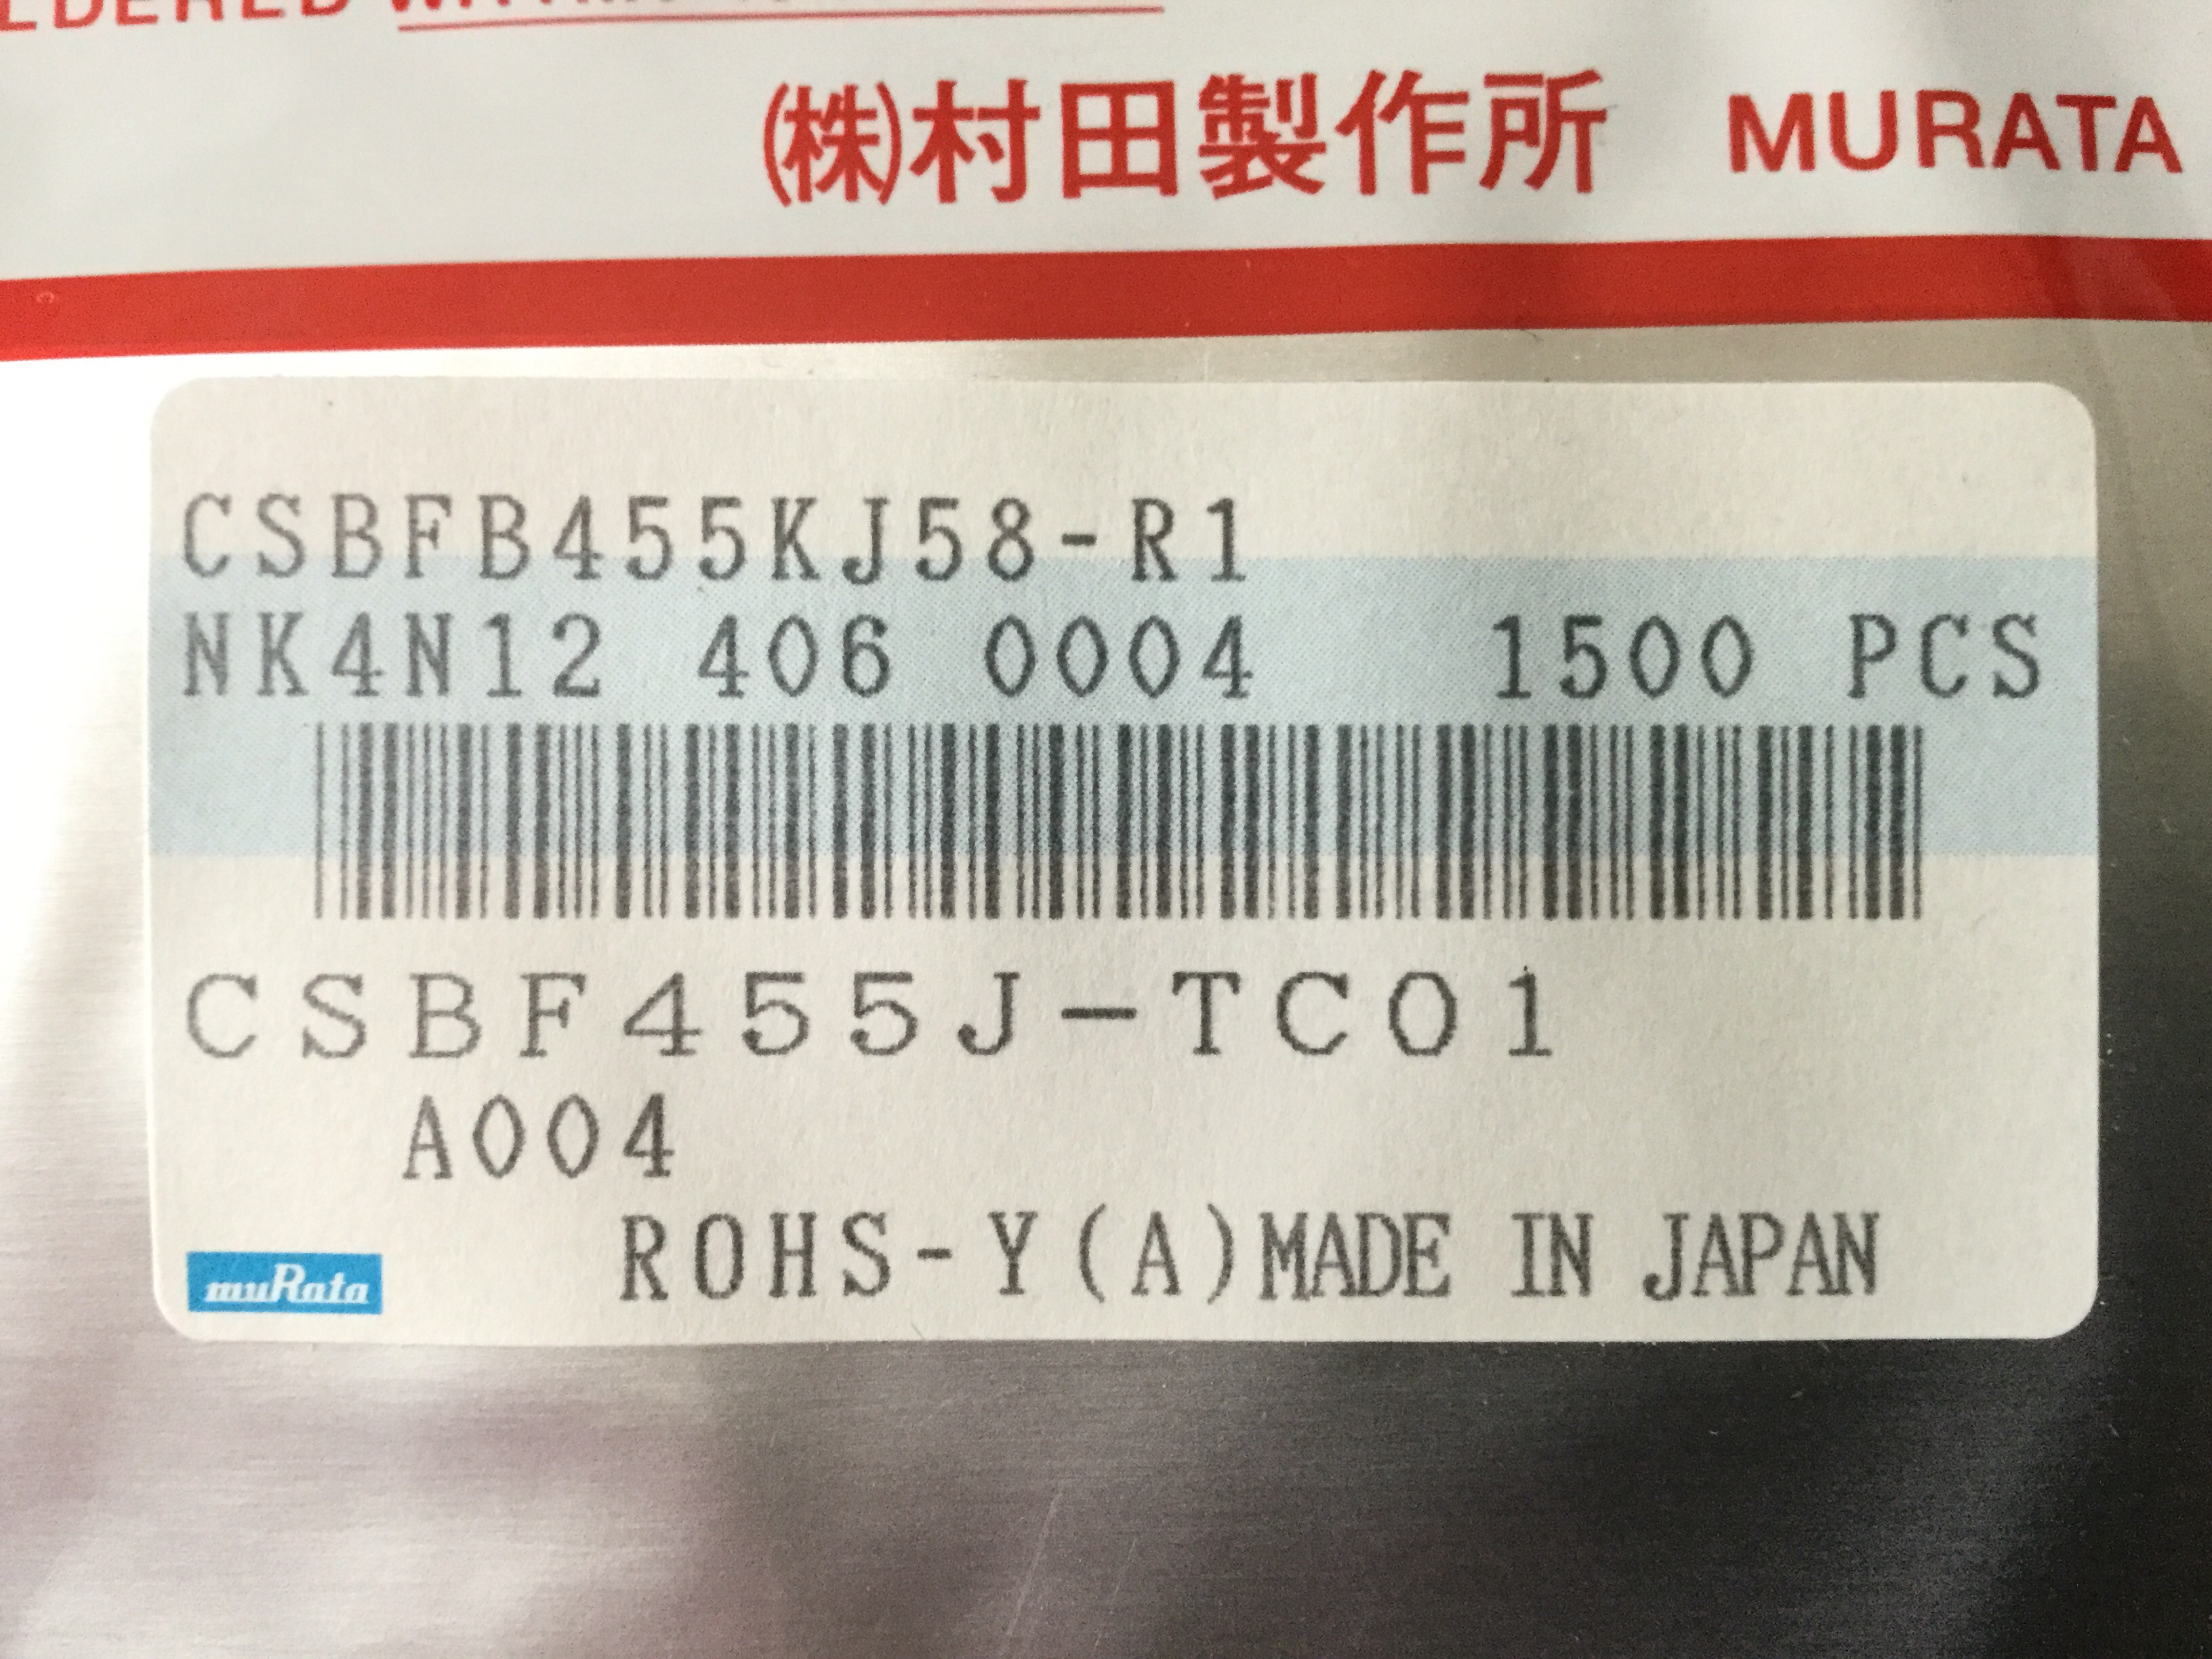 ㈱村田製作所 MURATA
CSBFB455KJ58-R1
NK4N12 406 0004 1500 PCS
CSBF455J-TC01
A004
ROHS-Y(A)MADE IN JAPAN
muRata